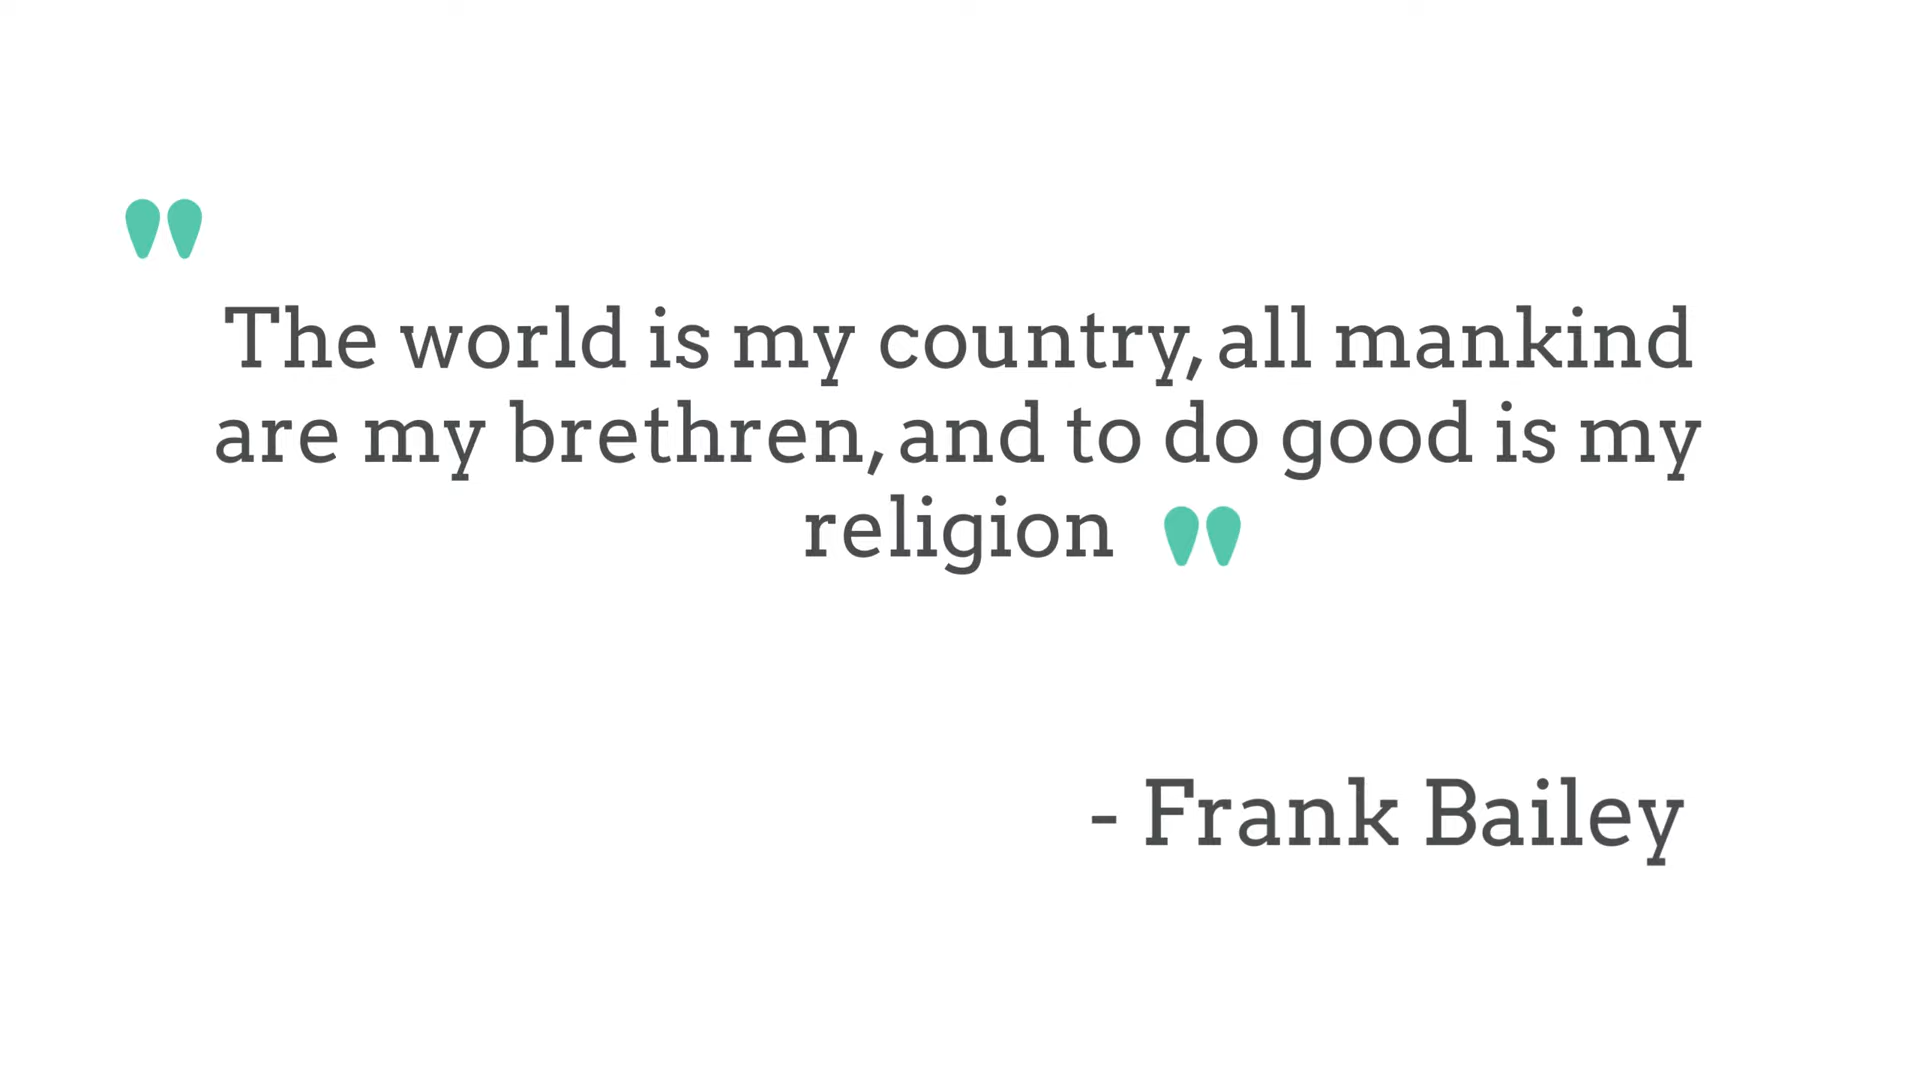 "
The world is my country, all mankind
are my brethren, and to do good is my
religion "
- Frank Bailey